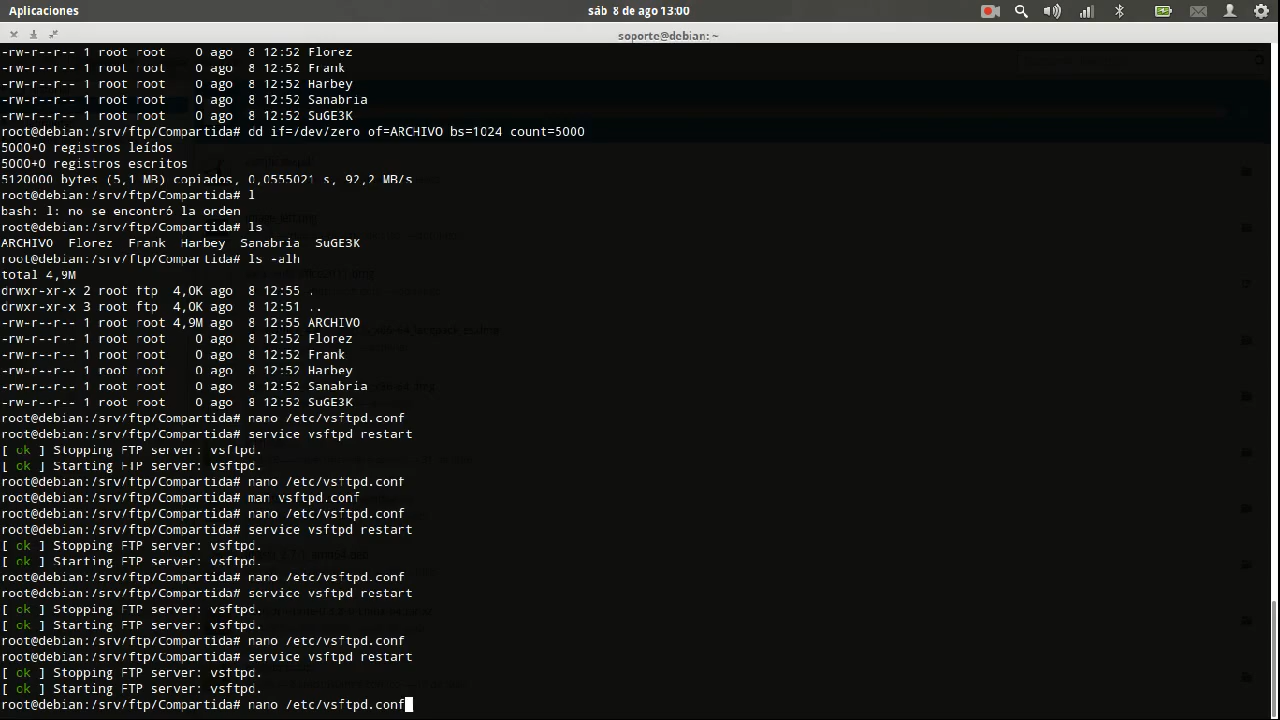 Aplicaciones
sáb 8 de ago 13:00
soporte@debian: ~
-rw-r--r-- 1 root root    0 ago  8 12:52 Florez
-rw-r--r-- 1 root root    0 ago  8 12:52 Frank
-rw-r--r-- 1 root root    0 ago  8 12:52 Harbey
-rw-r--r-- 1 root root    0 ago  8 12:52 Sanabria
-rw-r--r-- 1 root root    0 ago  8 12:52 SuGE3K
root@debian:/srv/ftp/Compartida# dd if=/dev/zero of=ARCHIVO bs=1024 count=5000
5000+0 registros leídos
5000+0 registros escritos
5120000 bytes (5,1 MB) copiados, 0,0555021 s, 92,2 MB/s
root@debian:/srv/ftp/Compartida# l
bash: l: no se encontró la orden
root@debian:/srv/ftp/Compartida# ls
ARCHIVO  Florez  Frank  Harbey  Sanabria  SuGE3K
root@debian:/srv/ftp/Compartida# ls -alh
total 4,9M
drwxr-xr-x 2 root ftp  4,0K ago  8 12:55 .
drwxr-xr-x 3 root ftp  4,0K ago  8 12:51 ..
-rw-r--r-- 1 root root 4,9M ago  8 12:55 ARCHIVO
-rw-r--r-- 1 root root    0 ago  8 12:52 Florez
-rw-r--r-- 1 root root    0 ago  8 12:52 Frank
-rw-r--r-- 1 root root    0 ago  8 12:52 Harbey
-rw-r--r-- 1 root root    0 ago  8 12:52 Sanabria
-rw-r--r-- 1 root root    0 ago  8 12:52 SuGE3K
root@debian:/srv/ftp/Compartida# nano /etc/vsftpd.conf
root@debian:/srv/ftp/Compartida# service vsftpd restart
[ ok ] Stopping FTP server: vsftpd.
[ ok ] Starting FTP server: vsftpd.
root@debian:/srv/ftp/Compartida# nano /etc/vsftpd.conf
root@debian:/srv/ftp/Compartida# man vsftpd.conf
root@debian:/srv/ftp/Compartida# nano /etc/vsftpd.conf
root@debian:/srv/ftp/Compartida# service vsftpd restart
[ ok ] Stopping FTP server: vsftpd.
[ ok ] Starting FTP server: vsftpd.
root@debian:/srv/ftp/Compartida# nano /etc/vsftpd.conf
root@debian:/srv/ftp/Compartida# service vsftpd restart
[ ok ] Stopping FTP server: vsftpd.
[ ok ] Starting FTP server: vsftpd.
root@debian:/srv/ftp/Compartida# nano /etc/vsftpd.conf
root@debian:/srv/ftp/Compartida# service vsftpd restart
[ ok ] Stopping FTP server: vsftpd.
[ ok ] Starting FTP server: vsftpd.
root@debian:/srv/ftp/Compartida# nano /etc/vsftpd.conf